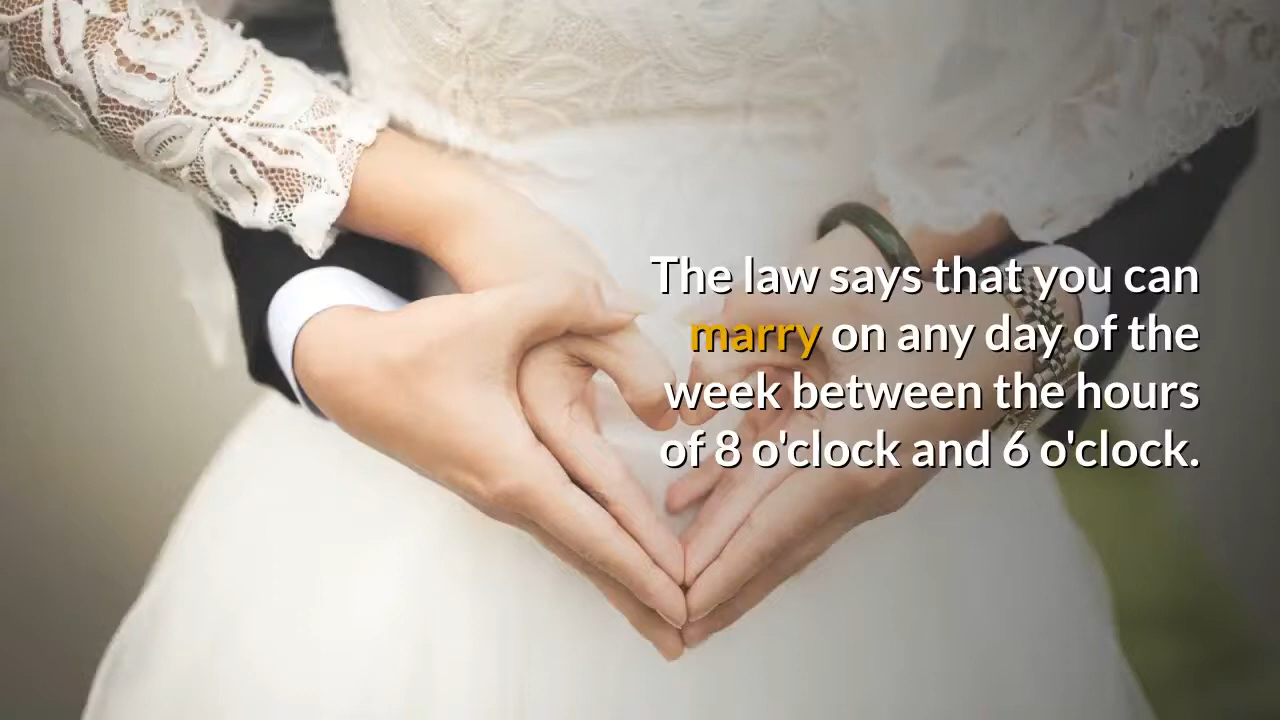 The law says that you can
marry on any day of the
week between the hours
of 8 o'clock and 6 o'clock.